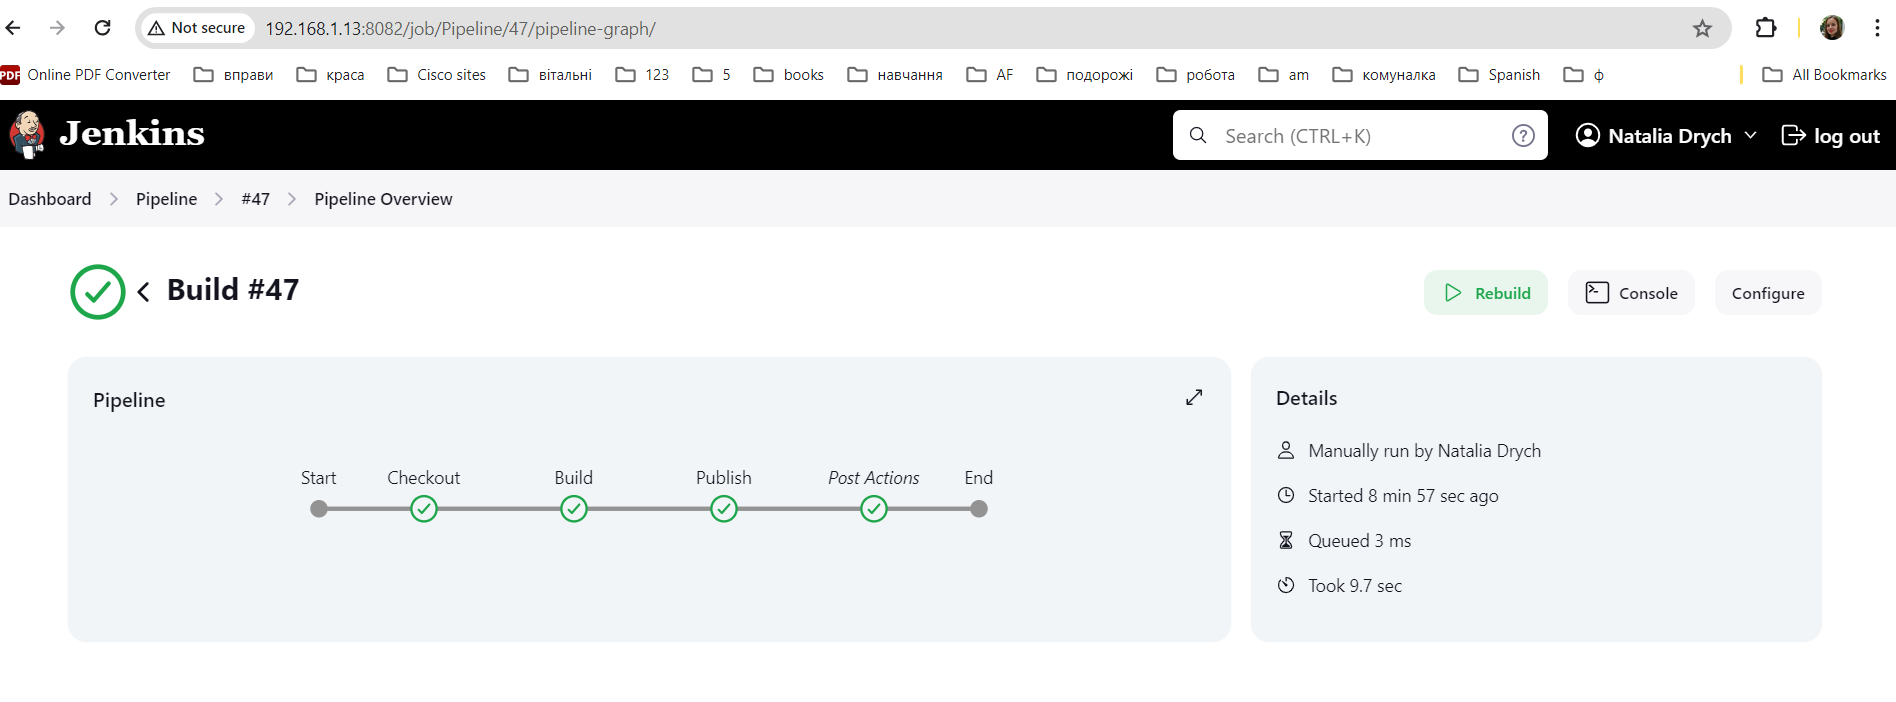 Not secure 192.168.1.13:8082/job/Pipeline/47/pipeline-graph/
PDF Online PDF Converter вправи краса Cisco sites вітальні 123 5 books навчання AF подорожі робота am комуналка Spanish ф All Bookmarks
Jenkins Search (CTRL+K) ? Natalia Drych log out
Dashboard Pipeline #47 Pipeline Overview
Build #47 Rebuild Console Configure
Pipeline
Start Checkout Build Publish Post Actions End
Details
Manually run by Natalia Drych
Started 8 min 57 sec ago
Queued 3 ms
Took 9.7 sec